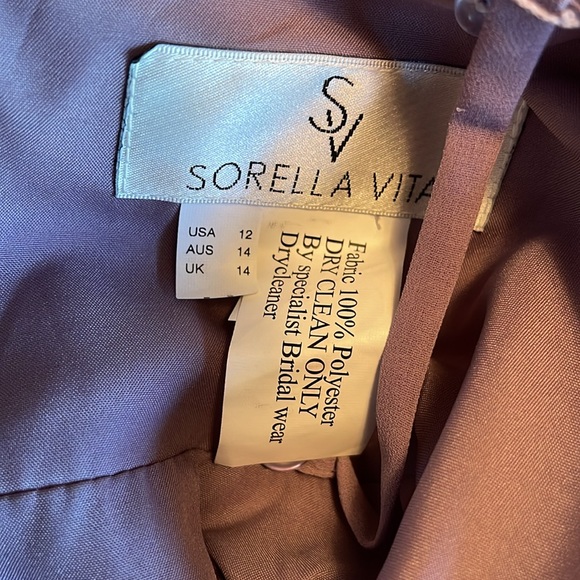 SV
SORELLA VITA
USA 12
AUS 14
UK 14
Fabric 100% Polyester
DRY CLEAN ONLY
By specialist Bridal wear
Drycleaner